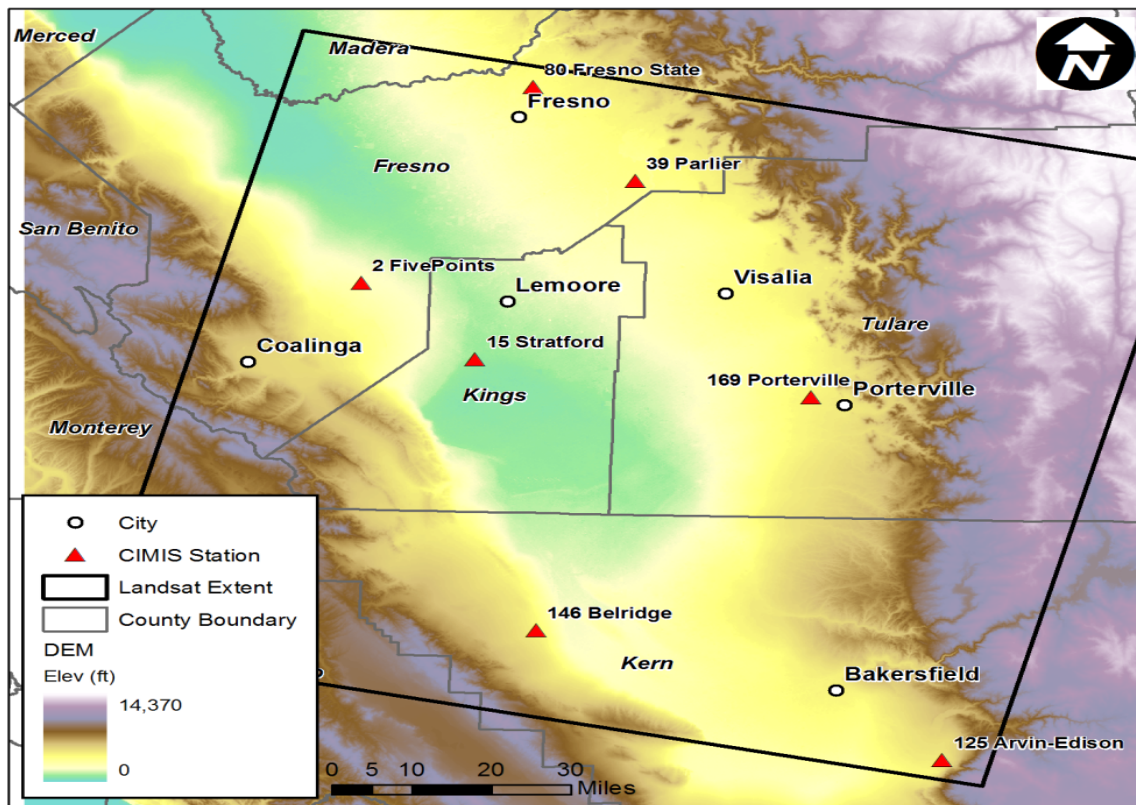 Merced
Madera
N
80 Fresno State
Fresno
Fresno
39 Parlier
San Benito
2 FivePoints
Lemoore
Visalia
Tulare
Coalinga
15 Stratford
Kings
169 Porterville
Porterville
Monterey
City
CIMIS Station
Landsat Extent
County Boundary
DEM
Elev (ft)
14,370
0
146 Belridge
Kern
Bakersfield
125 Arvin-Edison
0 5 10 20 30
Miles